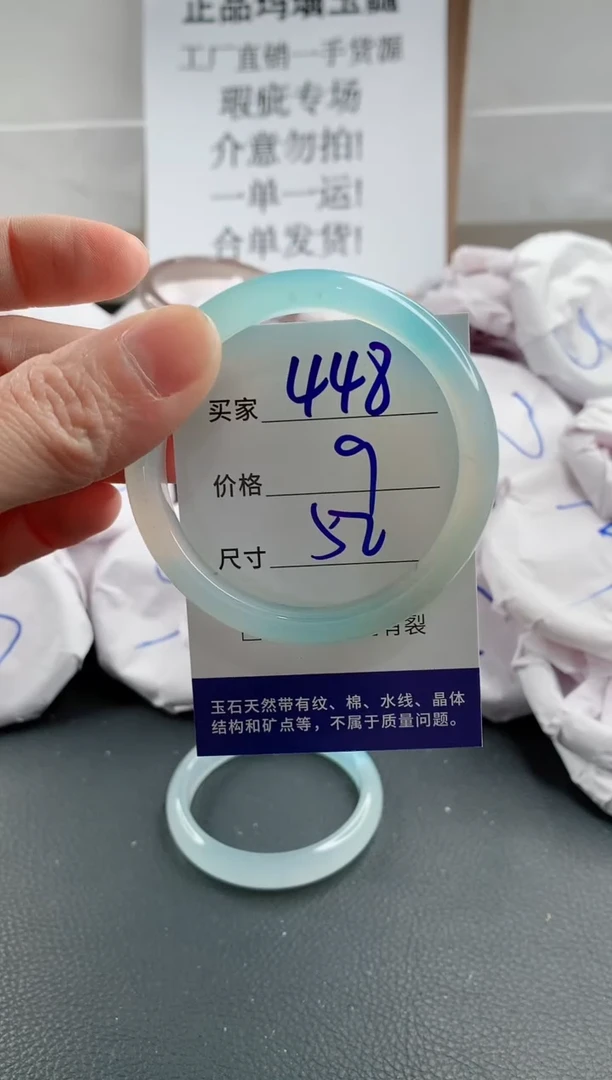 正品玛瑙玉髓
工厂直销一手货源
瑕疵专场
介意勿拍!
一单一运!
合单发货!
买家 448
价格 9
尺寸 52
有裂
玉石天然带有纹、棉、水线、晶体
结构和矿点等，不属于质量问题。